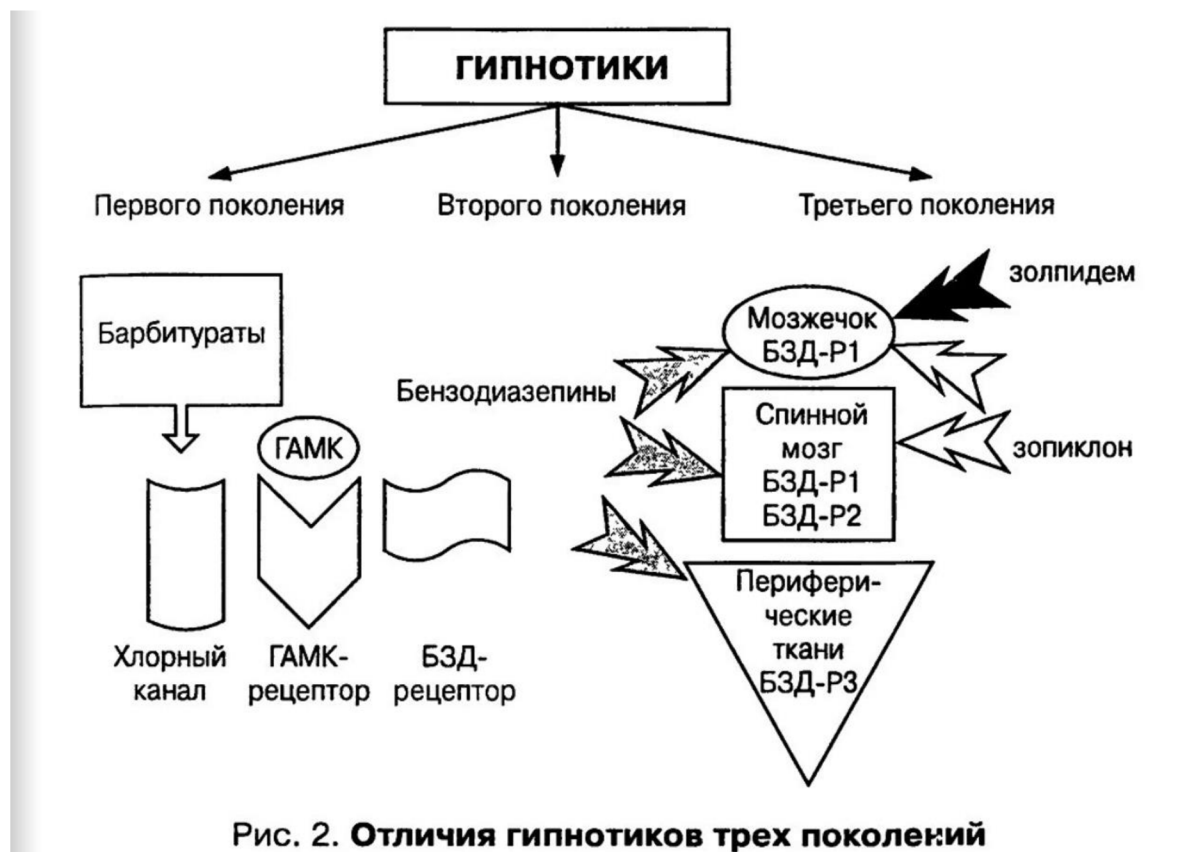 ГИПНОТИКИ
Первого поколения
Второго поколения
Третьего поколения
золпидем
Мозжечок
БЗД-Р1
Барбитураты
Бензодиазепины
Спинной
мозг
БЗД-Р1
БЗД-Р2
зопиклон
ГАМК
Перифери-
ческие
ткани
БЗД-Р3
Хлорный
канал
ГАМК-
рецептор
БЗД-
рецептор
Рис. 2. Отличия гипнотиков трех поколений